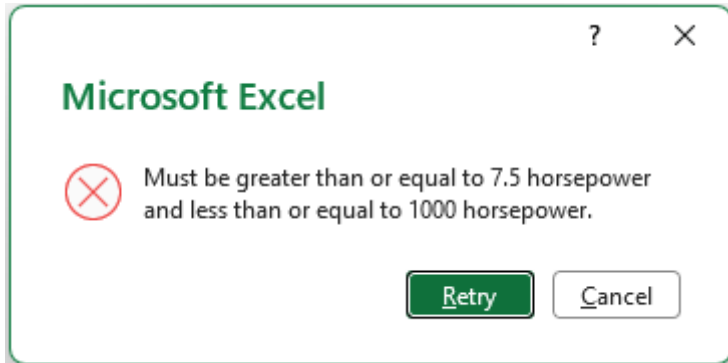 ?
Microsoft Excel
Must be greater than or equal to 7.5 horsepower
and less than or equal to 1000 horsepower.
Retry
Cancel